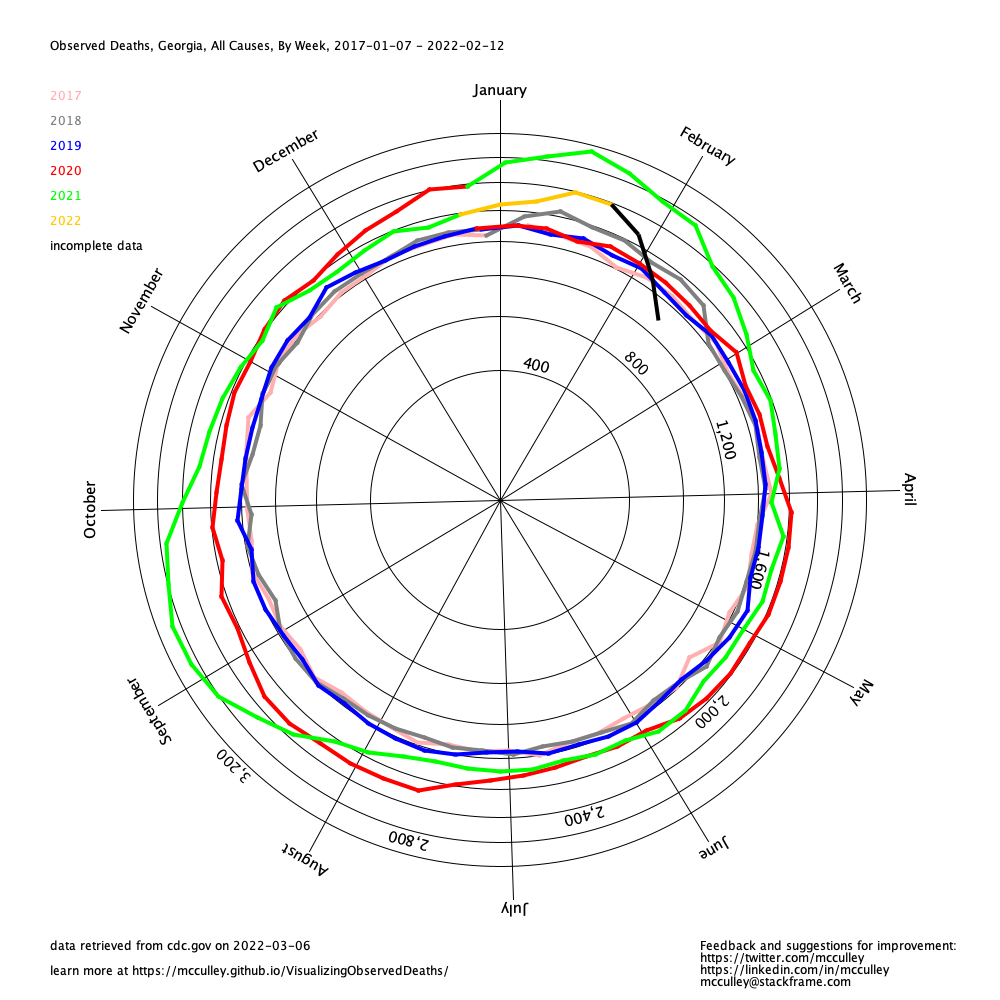 Observed Deaths, Georgia, All Causes, By Week, 2017-01-07 - 2022-02-12
2017
2018
2019
2020
2021
2022
incomplete data
January
February
March
April
May
June
July
August
September
October
November
December
400
800
1,200
1,600
2,000
2,400
2,800
3,200
data retrieved from cdc.gov on 2022-03-06
learn more at https://mcculley.github.io/VisualizingObservedDeaths/
Feedback and suggestions for improvement:
https://twitter.com/mcculley
https://linkedin.com/in/mcculley
mcculley@stackframe.com